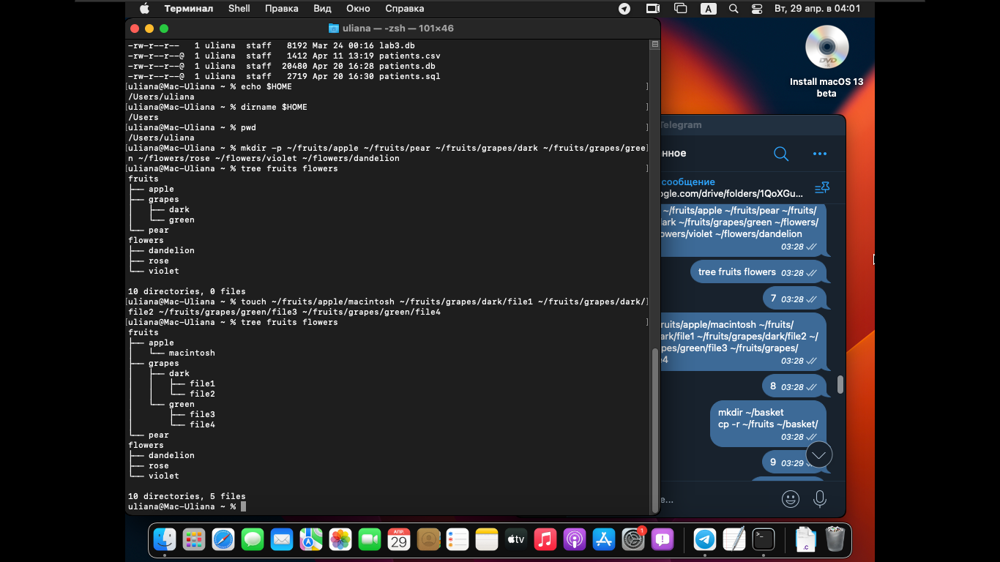 Терминал Shell Правка Вид Окно Справка A Вт, 29 апр. в 04:01
uliana — -zsh — 101×46
-rw-r--r--   1 uliana  staff   8192 Mar 24 00:16 lab3.db
-rw-r--r--@  1 uliana  staff   1412 Apr 11 13:19 patients.csv
-rw-r--r--@  1 uliana  staff  20480 Apr 20 16:28 patients.db
-rw-r--r--@  1 uliana  staff   2719 Apr 20 16:30 patients.sql
[uliana@Mac-Uliana ~ % echo $HOME ]
/Users/uliana
[uliana@Mac-Uliana ~ % dirname $HOME ]
/Users
[uliana@Mac-Uliana ~ % pwd ]
/Users/uliana
[uliana@Mac-Uliana ~ % mkdir -p ~/fruits/apple ~/fruits/pear ~/fruits/grapes/dark ~/fruits/grapes/gree]
n ~/flowers/rose ~/flowers/violet ~/flowers/dandelion
[uliana@Mac-Uliana ~ % tree fruits flowers ]
fruits
├── apple
├── grapes
│   ├── dark
│   └── green
└── pear
flowers
├── dandelion
├── rose
└── violet
10 directories, 0 files
[uliana@Mac-Uliana ~ % touch ~/fruits/apple/macintosh ~/fruits/grapes/dark/file1 ~/fruits/grapes/dark/]
file2 ~/fruits/grapes/green/file3 ~/fruits/grapes/green/file4
[uliana@Mac-Uliana ~ % tree fruits flowers ]
fruits
├── apple
│   └── macintosh
├── grapes
│   ├── dark
│   │   ├── file1
│   │   └── file2
│   └── green
│       ├── file3
│       └── file4
└── pear
flowers
├── dandelion
├── rose
└── violet
10 directories, 5 files
uliana@Mac-Uliana ~ %
DVD
Install macOS 13
beta
Telegram
нное
сообщение
ogle.com/drive/folders/1QoXGu...
~/fruits/apple ~/fruits/pear ~/fruits/
ark ~/fruits/grapes/green ~/flowers/
owers/violet ~/flowers/dandelion
03:28
tree fruits flowers 03:28
7 03:28
ruits/apple/macintosh ~/fruits/
ark/file1 ~/fruits/grapes/dark/file2 ~/
pes/green/file3 ~/fruits/grapes/
4
03:28
8 03:28
mkdir ~/basket
cp -r ~/fruits ~/basket/
03:28
9 03:29
е...
АПР.
29
tv
1
>_
.c